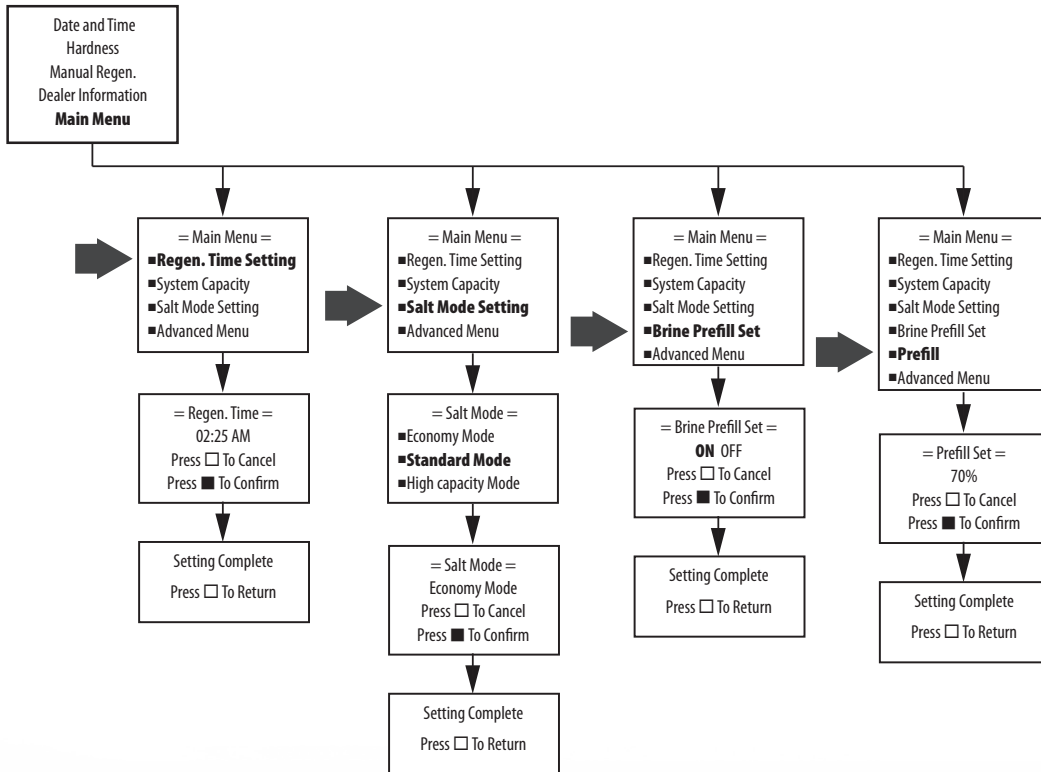 Date and Time
Hardness
Manual Regen.
Dealer Information
Main Menu
= Main Menu =
■Regen. Time Setting
■System Capacity
■Salt Mode Setting
■Advanced Menu
= Regen. Time =
02:25 AM
Press □ To Cancel
Press ■ To Confirm
Setting Complete
Press □ To Return
= Main Menu =
■Regen. Time Setting
■System Capacity
■Salt Mode Setting
■Advanced Menu
= Salt Mode =
■Economy Mode
■Standard Mode
■High capacity Mode
= Salt Mode =
Economy Mode
Press □ To Cancel
Press ■ To Confirm
Setting Complete
Press □ To Return
= Main Menu =
■Regen. Time Setting
■System Capacity
■Salt Mode Setting
■Brine Prefill Set
■Advanced Menu
= Brine Prefill Set =
ON OFF
Press □ To Cancel
Press ■ To Confirm
Setting Complete
Press □ To Return
= Main Menu =
■Regen. Time Setting
■System Capacity
■Salt Mode Setting
■Brine Prefill Set
■Prefill
■Advanced Menu
= Prefill Set =
70%
Press □ To Cancel
Press ■ To Confirm
Setting Complete
Press □ To Return